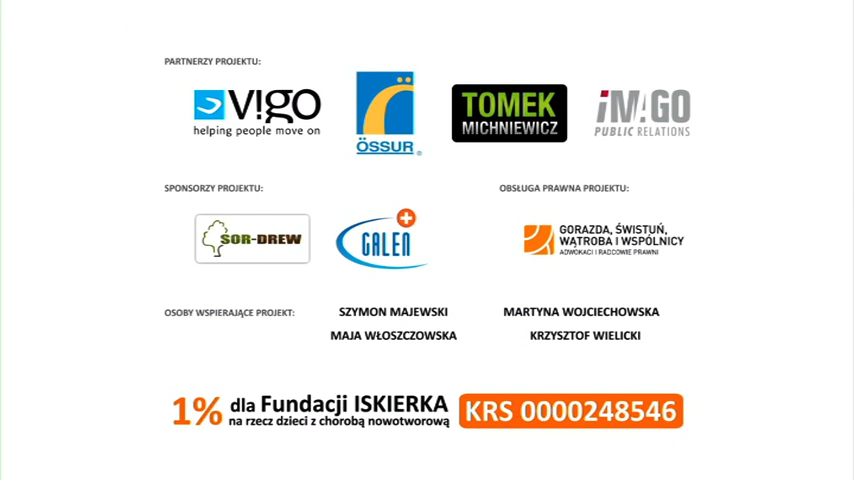 PARTNERZY PROJEKTU:
v!go
helping people move on
ÖSSUR®
TOMEK
MICHNIEWICZ
iMAGO
PUBLIC RELATIONS
SPONSORZY PROJEKTU:
OBSŁUGA PRAWNA PROJEKTU:
SOR-DREW
GALEN
GORAZDA, ŚWISTUŃ,
WĄTROBA I WSPÓLNICY
ADWOKACI I RADCOWIE PRAWNI
OSOBY WSPIERAJĄCE PROJEKT:
SZYMON MAJEWSKI
MARTYNA WOJCIECHOWSKA
MAJA WŁOSZCZOWSKA
KRZYSZTOF WIELICKI
1% dla Fundacji ISKIERKA
na rzecz dzieci z chorobą nowotworową
KRS 0000248546